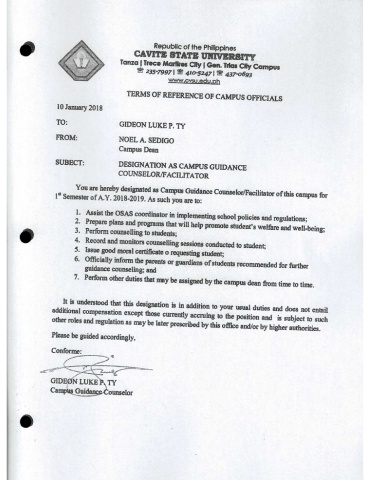 Republic of the Philippines
CAVITE STATE UNIVERSITY
Tanza | Trece Martires City | Gen. Trias City Campus
☏ 235-7997 | ☏ 410-5247 | ☏ 437-0693
www.cvsu.edu.ph
TERMS OF REFERENCE OF CAMPUS OFFICIALS
10 January 2018
TO: GIDEON LUKE P. TY
FROM: NOEL A. SEDIGO
Campus Dean
SUBJECT: DESIGNATION AS CAMPUS GUIDANCE
COUNSELOR/FACILITATOR
You are hereby designated as Campus Guidance Counselor/Facilitator of this campus for
1st Semester of A.Y. 2018-2019. As such you are to:
1. Assist the OSAS coordinator in implementing school policies and regulations;
2. Prepare plans and programs that will help promote student's welfare and well-being;
3. Perform counselling to students;
4. Record and monitors counselling sessions conducted to student;
5. Issue good moral certificate o requesting student;
6. Officially inform the parents or guardians of students recommended for further
guidance counseling; and
7. Perform other duties that may be assigned by the campus dean from time to time.
It is understood that this designation is in addition to your usual duties and does not entail
additional compensation except those currently accruing to the position and is subject to such
other roles and regulation as may be later prescribed by this office and/or by higher authorities.
Please be guided accordingly,
Conforme:
GIDEON LUKE P. TY
Campus Guidance Counselor